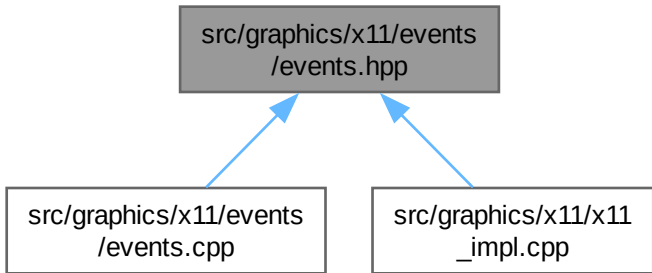 src/graphics/x11/events
/events.hpp
src/graphics/x11/events
/events.cpp
src/graphics/x11/x11
_impl.cpp